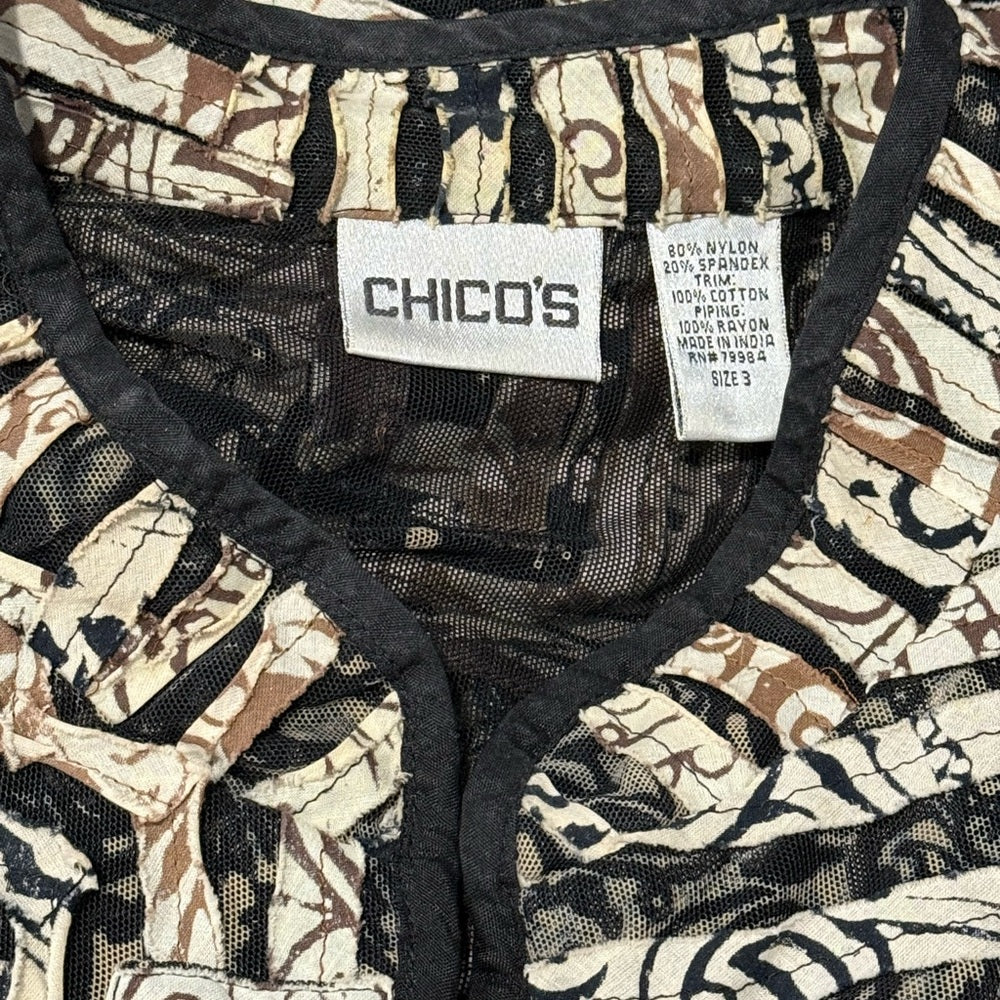 CHICO'S
80% NYLON
20% SPANDEX
TRIM:
100% COTTON
PIPING:
100% RAYON
MADE IN INDIA
RN# 79984
SIZE 3